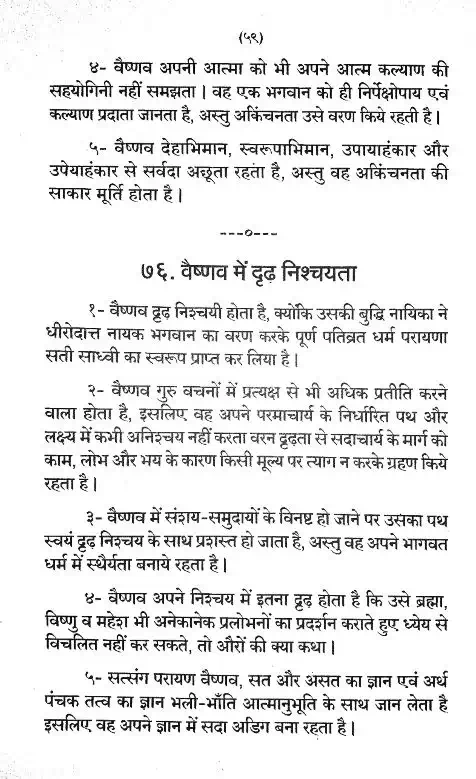 (५९)
४- वैष्णव अपनी आत्मा को भी अपने आत्म कल्याण की
सहयोगिनी नहीं समझता। वह एक भगवान को ही निर्पेक्षोपाय एवं
कल्याण प्रदाता जानता है, अस्तु अकिंचनता उसे वरण किये रहती है।
५- वैष्णव देहाभिमान, स्वरूपाभिमान, उपायाहंकार और
उपेयाहंकार से सर्वदा अछूता रहता है, अस्तु वह अकिंचनता की
साकार मूर्ति होता है।
---०---
७६. वैष्णव में दृढ़ निश्चयता
१- वैष्णव दृढ़ निश्चयी होता है, क्योंकि उसकी बुद्धि नायिका ने
धीरोदात्त नायक भगवान का वरण करके पूर्ण पतिव्रत धर्म परायणा
सती साध्वी का स्वरूप प्राप्त कर लिया है।
२- वैष्णव गुरु वचनों में प्रत्यक्ष से भी अधिक प्रतीति करने
वाला होता है, इसलिए वह अपने परमाचार्य के निर्धारित पथ और
लक्ष्य में कभी अनिश्चय नहीं करता वरन दृढ़ता से सदाचार्य के मार्ग को
काम, लोभ और भय के कारण किसी मूल्य पर त्याग न करके ग्रहण किये
रहता है।
३- वैष्णव में संशय-समुदायों के विनष्ट हो जाने पर उसका पथ
स्वयं दृढ़ निश्चय के साथ प्रशस्त हो जाता है, अस्तु वह अपने भागवत
धर्म में स्थैर्यता बनाये रहता है।
४- वैष्णव अपने निश्चय में इतना दृढ़ होता है कि उसे ब्रह्मा,
विष्णु व महेश भी अनेकानेक प्रलोभनों का प्रदर्शन कराते हुए ध्येय से
विचलित नहीं कर सकते, तो औरों की क्या कथा।
५- सत्संग परायण वैष्णव, सत और असत का ज्ञान एवं अर्थ
पंचक तत्व का ज्ञान भली-भाँति आत्मानुभूति के साथ जान लेता है
इसलिए वह अपने ज्ञान में सदा अडिग बना रहता है।